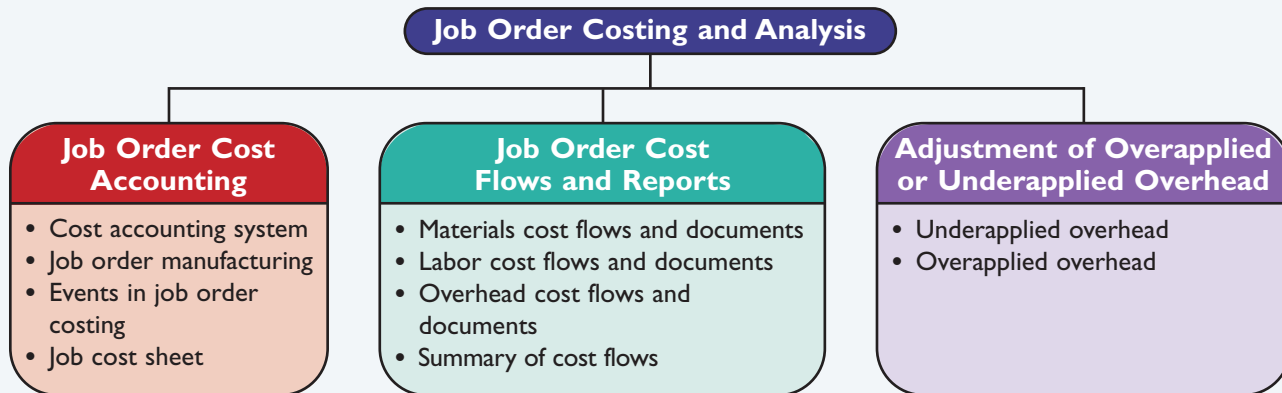 Job Order Costing and Analysis
Job Order Cost
Accounting
• Cost accounting system
• Job order manufacturing
• Events in job order
costing
• Job cost sheet
Job Order Cost
Flows and Reports
• Materials cost flows and documents
• Labor cost flows and documents
• Overhead cost flows and
documents
• Summary of cost flows
Adjustment of Overapplied
or Underapplied Overhead
• Underapplied overhead
• Overapplied overhead